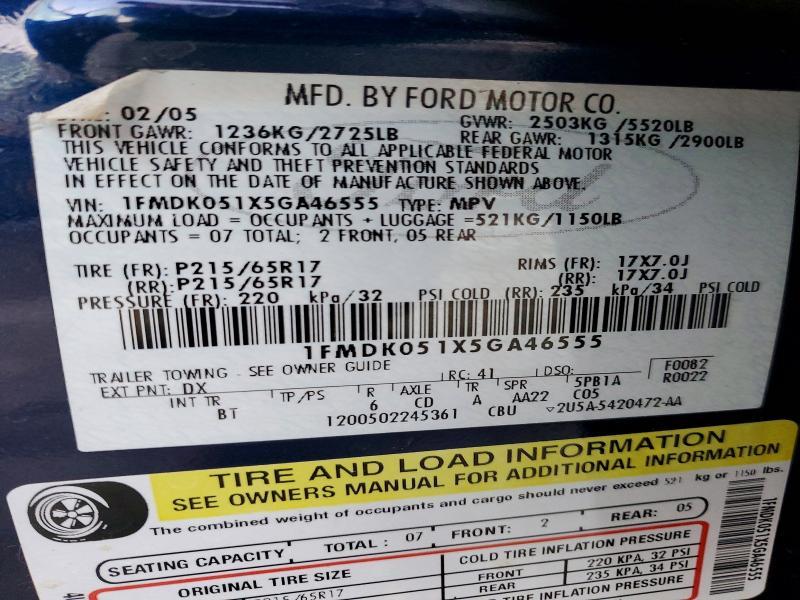 MFD. BY FORD MOTOR CO.
02/05 GVWR: 2503KG/5520LB
FRONT GAWR: 1236KG/2725LB REAR GAWR: 1315KG/2900LB
THIS VEHICLE CONFORMS TO ALL APPLICABLE FEDERAL MOTOR
VEHICLE SAFETY AND THEFT PREVENTION STANDARDS
IN EFFECT ON THE DATE OF MANUFACTURE SHOWN ABOVE.
VIN: 1FMDK051X5GA46555 TYPE: MPV
MAXIMUM LOAD = OCCUPANTS + LUGGAGE =521KG/1150LB
OCCUPANTS = 07 TOTAL; 2 FRONT, 05 REAR
TIRE (FR): P215/65R17 RIMS (FR): 17X7.0J
(RR): P215/65R17 (RR): 17X7.0J
PRESSURE (FR): 220 kPa/32 PSI COLD (RR): 235 kPa/34 PSI COLD
1FMDK051X5GA46555
TRAILER TOWING - SEE OWNER GUIDE RC: 41 DSO: F0082
EXT PNT: DX 5PB1A R0022
INT TR TP/PS R AXLE TR SPR C05
BT 6 CD A AA22
1200502245361 CBU 2U5A-5420472-AA
TIRE AND LOAD INFORMATION
SEE OWNERS MANUAL FOR ADDITIONAL INFORMATION
The combined weight of occupants and cargo should never exceed 521 kg or 1150 lbs.
SEATING CAPACITY TOTAL: 07 FRONT: 2 REAR: 05
ORIGINAL TIRE SIZE COLD TIRE INFLATION PRESSURE
FRONT 220 KPA, 32 PSI
REAR 235 KPA, 34 PSI
P215/65R17 TIRE INFLATION PRESSURE
1FMDK051X5GA46555